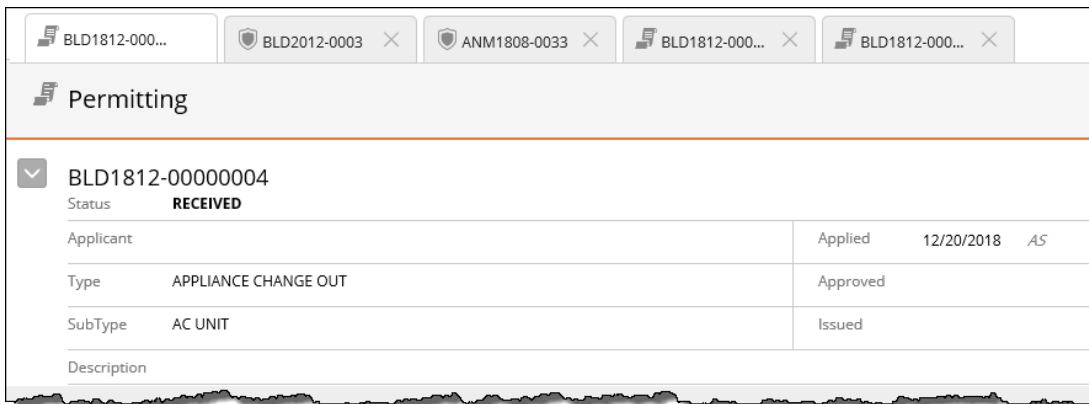 BLD1812-000... BLD2012-0003 ANM1808-0033 BLD1812-000... BLD1812-000...
Permitting
BLD1812-00000004
Status RECEIVED
Applicant Applied 12/20/2018 AS
Type APPLIANCE CHANGE OUT Approved
SubType AC UNIT Issued
Description